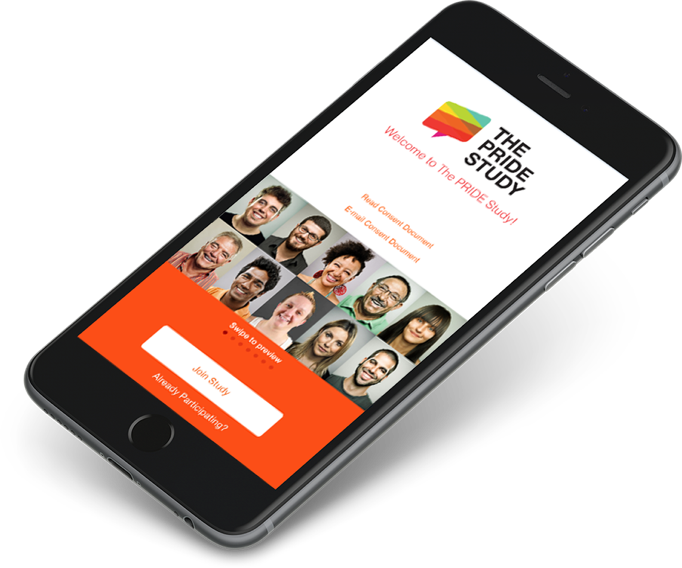 THE
PRIDE
STUDY
Welcome to The PRIDE Study!
Read Consent Document
E-mail Consent Document
Swipe to preview
Join Study
Already Participating?